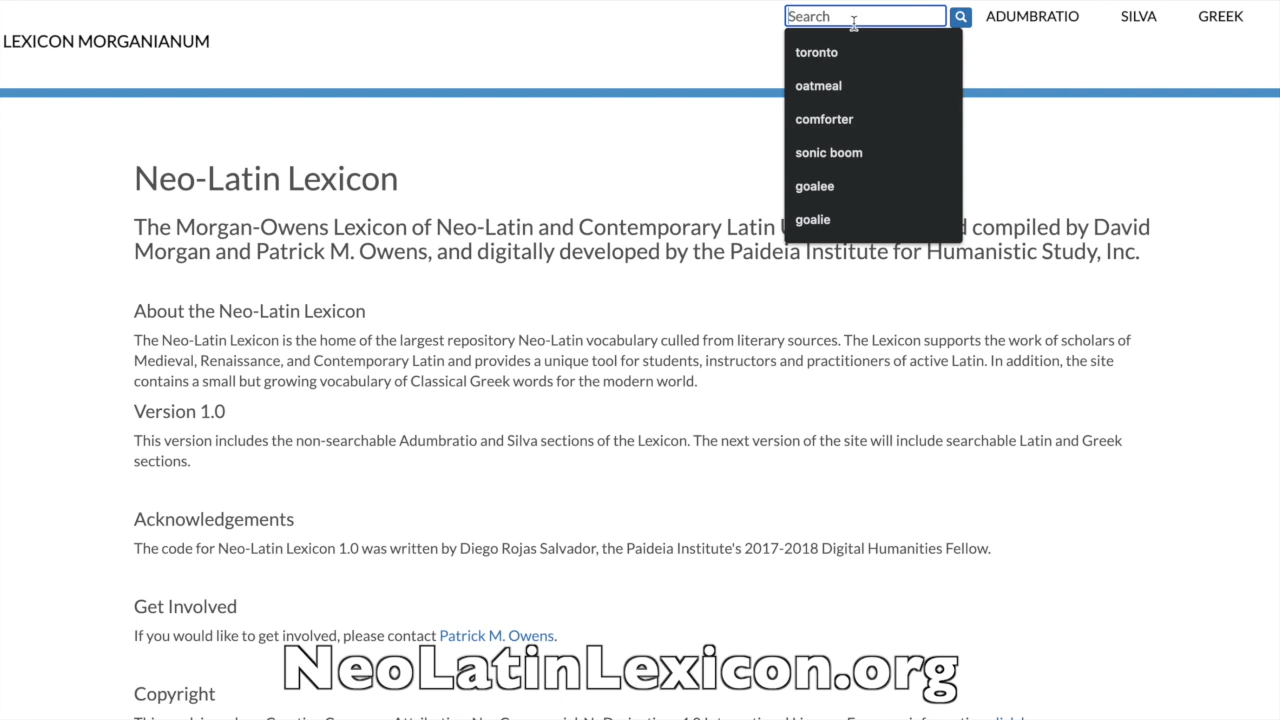 Search
ADUMBRATIO SILVA GREEK
LEXICON MORGANIANUM
toronto
oatmeal
comforter
sonic boom
goalee
goalie
Neo-Latin Lexicon
The Morgan-Owens Lexicon of Neo-Latin and Contemporary Latin compiled by David
Morgan and Patrick M. Owens, and digitally developed by the Paideia Institute for Humanistic Study, Inc.
About the Neo-Latin Lexicon
The Neo-Latin Lexicon is the home of the largest repository Neo-Latin vocabulary culled from literary sources. The Lexicon supports the work of scholars of
Medieval, Renaissance, and Contemporary Latin and provides a unique tool for students, instructors and practitioners of active Latin. In addition, the site
contains a small but growing vocabulary of Classical Greek words for the modern world.
Version 1.0
This version includes the non-searchable Adumbratio and Silva sections of the Lexicon. The next version of the site will include searchable Latin and Greek
sections.
Acknowledgements
The code for Neo-Latin Lexicon 1.0 was written by Diego Rojas Salvador, the Paideia Institute's 2017-2018 Digital Humanities Fellow.
Get Involved
If you would like to get involved, please contact Patrick M. Owens.
NeoLatinLexicon.org
Copyright